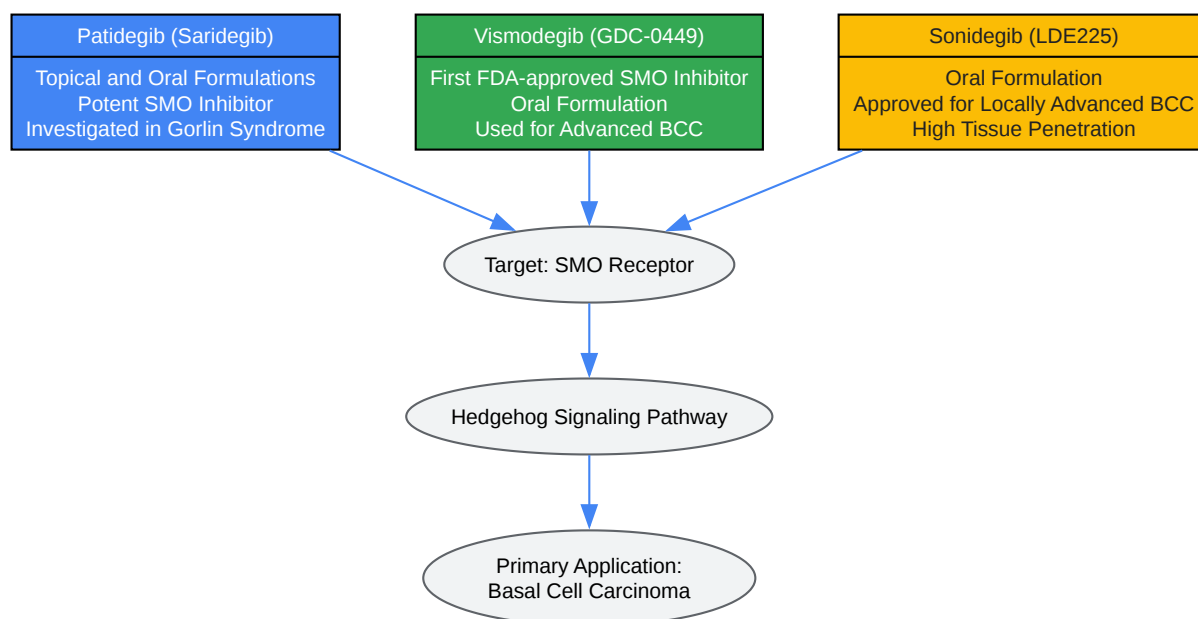 Patidegib (Saridegib)
Topical and Oral Formulations
Potent SMO Inhibitor
Investigated in Gorlin Syndrome
Vismodegib (GDC-0449)
First FDA-approved SMO Inhibitor
Oral Formulation
Used for Advanced BCC
Sonidegib (LDE225)
Oral Formulation
Approved for Locally Advanced BCC
High Tissue Penetration
Target: SMO Receptor
Hedgehog Signaling Pathway
Primary Application:
Basal Cell Carcinoma